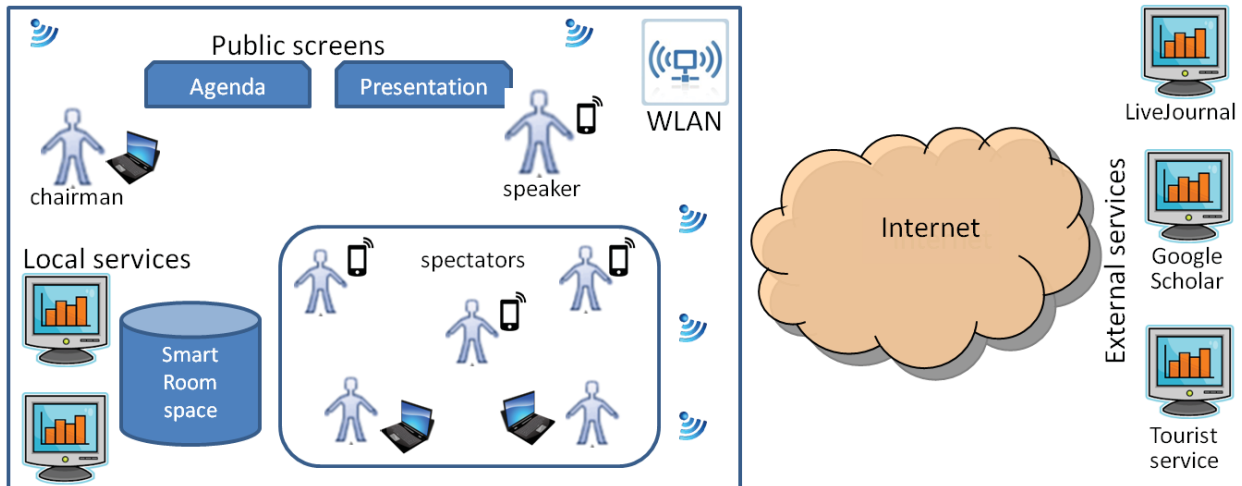 Public screens
Agenda
Presentation
WLAN
chairman
speaker
Local services
spectators
Smart
Room
space
Internet
External services
LiveJournal
Google
Scholar
Tourist
service